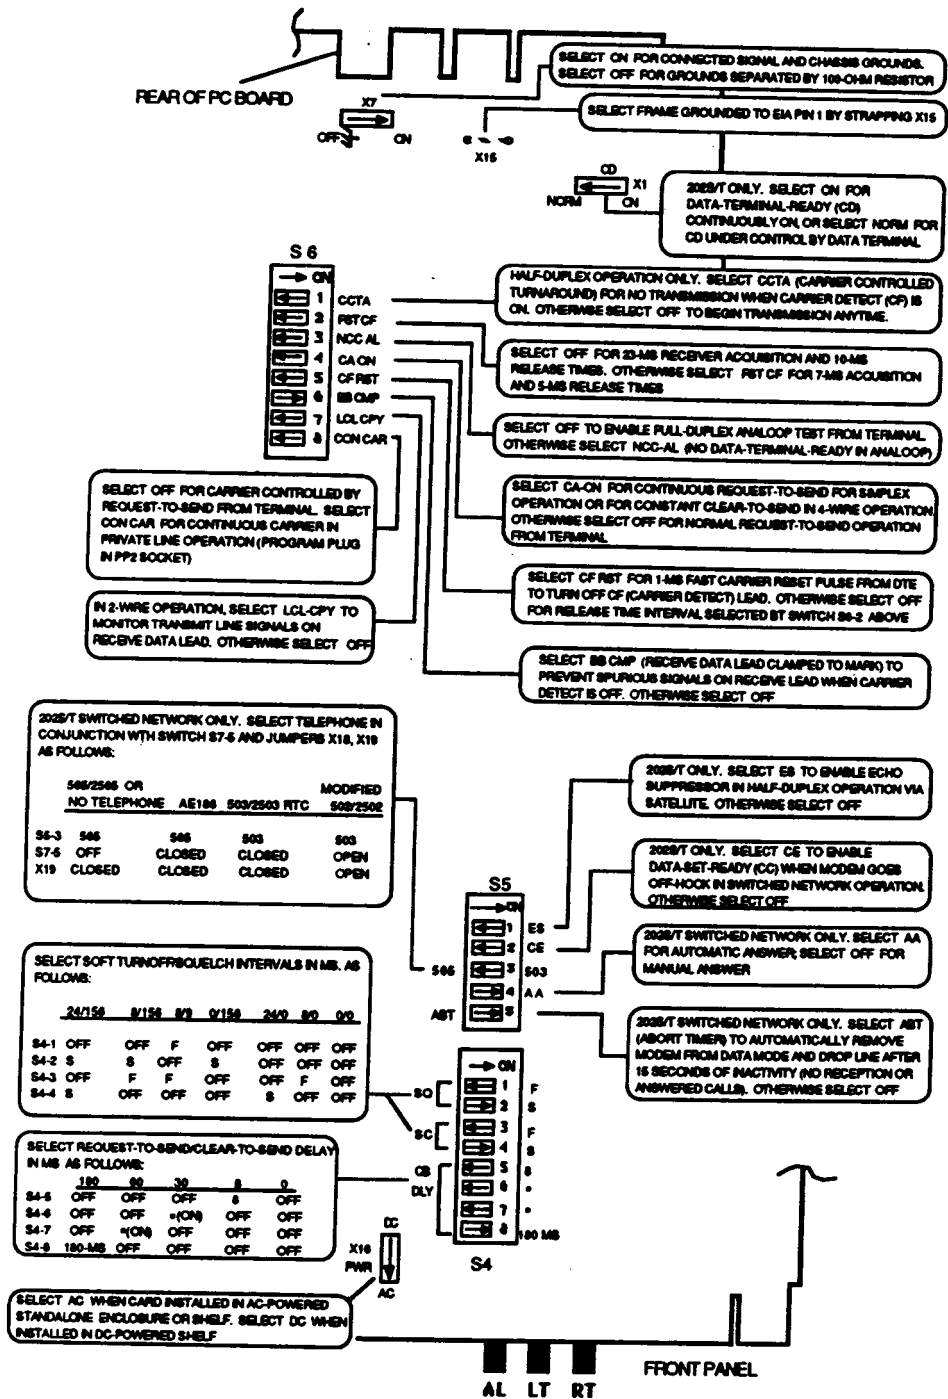 SELECT ON FOR CONNECTED SIGNAL AND CHASSIS GROUNDS.
SELECT OFF FOR GROUNDS SEPARATED BY 100-OHM RESISTOR
REAR OF PC BOARD
X7
OFF ON
X15
SELECT FRAME GROUNDED TO EIA PIN 1 BY STRAPPING X15
CD
X1
NORM ON
202S/T ONLY. SELECT ON FOR
DATA-TERMINAL-READY (CD)
CONTINUOUSLY ON, OR SELECT NORM FOR
CD UNDER CONTROL BY DATA TERMINAL
S 6
ON
1 CCTA
2 FST CF
3 NCC AL
4 CA ON
5 CF RST
6 BB CMP
7 LCL CPY
8 CON CAR
HALF-DUPLEX OPERATION ONLY. SELECT CCTA (CARRIER CONTROLLED
TURNAROUND) FOR NO TRANSMISSION WHEN CARRIER DETECT (CF) IS
ON. OTHERWISE SELECT OFF TO BEGIN TRANSMISSION ANYTIME.
SELECT OFF FOR 23-MS RECEIVER ACQUISITION AND 10-MS
RELEASE TIMES. OTHERWISE SELECT FST CF FOR 7-MS ACQUISITION
AND 5-MS RELEASE TIMES
SELECT OFF TO ENABLE FULL-DUPLEX ANALOOP TEST FROM TERMINAL
OTHERWISE SELECT NCC-AL (NO DATA-TERMINAL-READY IN ANALOOP)
SELECT CA-ON FOR CONTINUOUS REQUEST-TO-SEND FOR SIMPLEX
OPERATION OR FOR CONSTANT CLEAR-TO-SEND IN 4-WIRE OPERATION.
OTHERWISE SELECT OFF FOR NORMAL REQUEST-TO-SEND OPERATION
FROM TERMINAL
SELECT CF RST FOR 1-MS FAST CARRIER RESET PULSE FROM DTE
TO TURN OFF CF (CARRIER DETECT) LEAD. OTHERWISE SELECT OFF
FOR RELEASE TIME INTERVAL SELECTED BT SWITCH S6-2 ABOVE
SELECT BB CMP (RECEIVE DATA LEAD CLAMPED TO MARK) TO
PREVENT SPURIOUS SIGNALS ON RECEIVE LEAD WHEN CARRIER
DETECT IS OFF. OTHERWISE SELECT OFF
SELECT OFF FOR CARRIER CONTROLLED BY
REQUEST-TO-SEND FROM TERMINAL. SELECT
CON CAR FOR CONTINUOUS CARRIER IN
PRIVATE LINE OPERATION (PROGRAM PLUG
IN PP2 SOCKET)
IN 2-WIRE OPERATION, SELECT LCL-CPY TO
MONITOR TRANSMIT LINE SIGNALS ON
RECEIVE DATA LEAD. OTHERWISE SELECT OFF
202S/T SWITCHED NETWORK ONLY. SELECT TELEPHONE IN
CONJUNCTION WTH SWITCH S7-5 AND JUMPERS X18, X19
AS FOLLOWS:
565/2565 OR MODIFIED
NO TELEPHONE AE186 503/2503 RTC 502/2502
S5-3 565 565 503 503
S7-5 OFF CLOSED CLOSED OPEN
X19 CLOSED CLOSED CLOSED OPEN
202S/T ONLY. SELECT ES TO ENABLE ECHO
SUPPRESSOR IN HALF-DUPLEX OPERATION VIA
SATELLITE. OTHERWISE SELECT OFF
202S/T ONLY. SELECT CE TO ENABLE
DATA-SET-READY (CC) WHEN MODEM GOES
OFF-HOOK IN SWITCHED NETWORK OPERATION.
OTHERWISE SELECT OFF
202S/T SWITCHED NETWORK ONLY. SELECT AA
FOR AUTOMATIC ANSWER; SELECT OFF FOR
MANUAL ANSWER
202S/T SWITCHED NETWORK ONLY. SELECT ABT
(ABORT TIMER) TO AUTOMATICALLY REMOVE
MODEM FROM DATA MODE AND DROP LINE AFTER
15 SECONDS OF INACTIVITY (NO RECEPTION OR
ANSWERED CALLS). OTHERWISE SELECT OFF
S5
ON
1 ES
2 CE
565 3 503
4 AA
ABT 5
SELECT SOFT TURNOFF/SQUELCH INTERVALS IN MS. AS
FOLLOWS:
24/156 8/156 8/9 0/156 24/0 8/0 0/0
S4-1 OFF OFF F OFF OFF OFF OFF
S4-2 S S OFF S OFF OFF OFF
S4-3 OFF F F OFF OFF F OFF
S4-4 S OFF OFF OFF S OFF OFF
SELECT REQUEST-TO-SEND/CLEAR-TO-SEND DELAY
IN MS AS FOLLOWS:
180 60 30 8 0
S4-5 OFF OFF OFF 8 OFF
S4-6 OFF OFF *(ON) OFF OFF
S4-7 OFF *(ON) OFF OFF OFF
S4-8 180-MS OFF OFF OFF OFF
ON
SQ 1 F
2 S
SC 3 F
4 S
CB 5 8
DLY 6 *
7 *
8 180 MS
S4
DC
X16
PWR
AC
SELECT AC WHEN CARD INSTALLED IN AC-POWERED
STANDALONE ENCLOSURE OR SHELF. SELECT DC WHEN
INSTALLED IN DC-POWERED SHELF
FRONT PANEL
AL LT RT